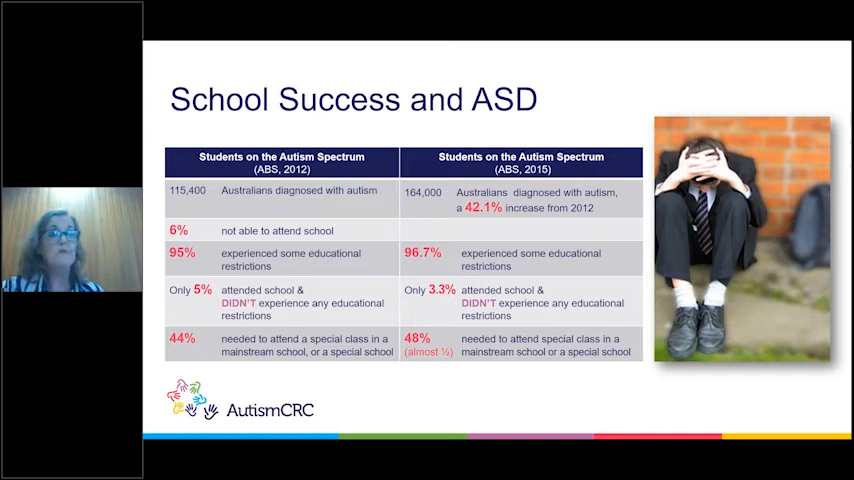 School Success and ASD
Students on the Autism Spectrum
(ABS, 2012)
Students on the Autism Spectrum
(ABS, 2015)
115,400 Australians diagnosed with autism
164,000 Australians diagnosed with autism,
a 42.1% increase from 2012
6% not able to attend school
95% experienced some educational
restrictions
96.7% experienced some educational
restrictions
Only 5% attended school &
DIDN'T experience any educational
restrictions
Only 3.3% attended school &
DIDN'T experience any educational
restrictions
44% needed to attend a special class in a
mainstream school, or a special school
48% needed to attend special class in a
(almost ½) mainstream school or a special school
AutismCRC